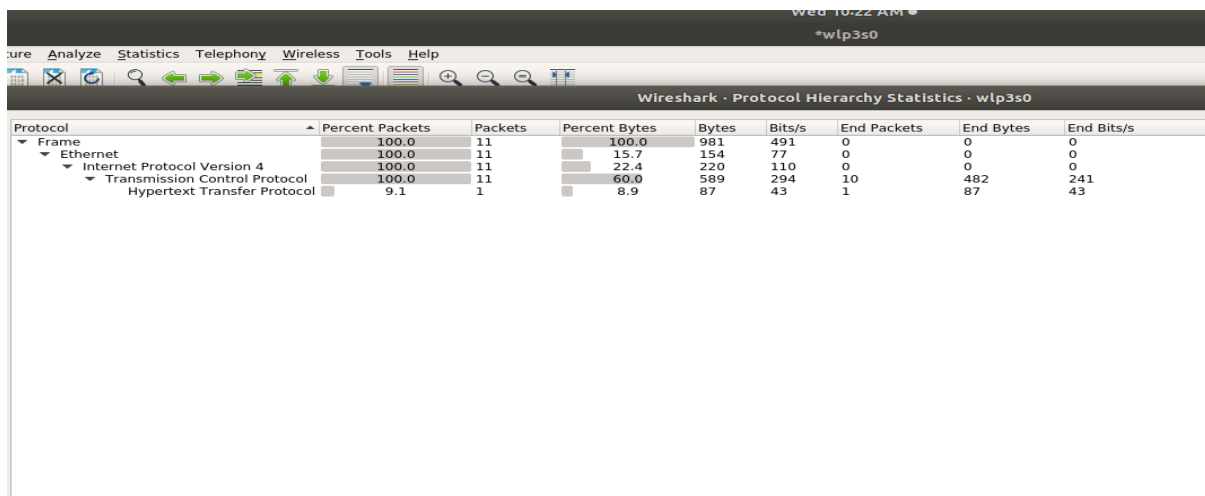 Wed 10:22 AM
*wlp3s0
ture Analyze Statistics Telephony Wireless Tools Help
Wireshark · Protocol Hierarchy Statistics · wlp3s0
Protocol Percent Packets Packets Percent Bytes Bytes Bits/s End Packets End Bytes End Bits/s
Frame 100.0 11 100.0 981 491 0 0 0
Ethernet 100.0 11 15.7 154 77 0 0 0
Internet Protocol Version 4 100.0 11 22.4 220 110 0 0 0
Transmission Control Protocol 100.0 11 60.0 589 294 10 482 241
Hypertext Transfer Protocol 9.1 1 8.9 87 43 1 87 43